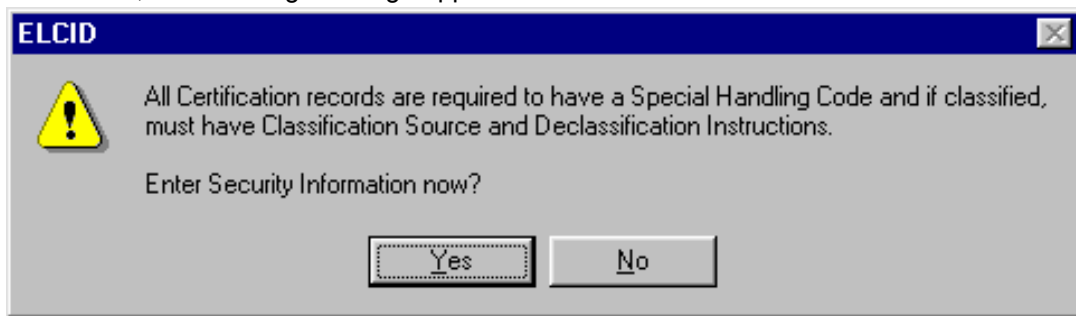 ELCID
All Certification records are required to have a Special Handling Code and if classified,
must have Classification Source and Declassification Instructions.
Enter Security Information now?
Yes
No